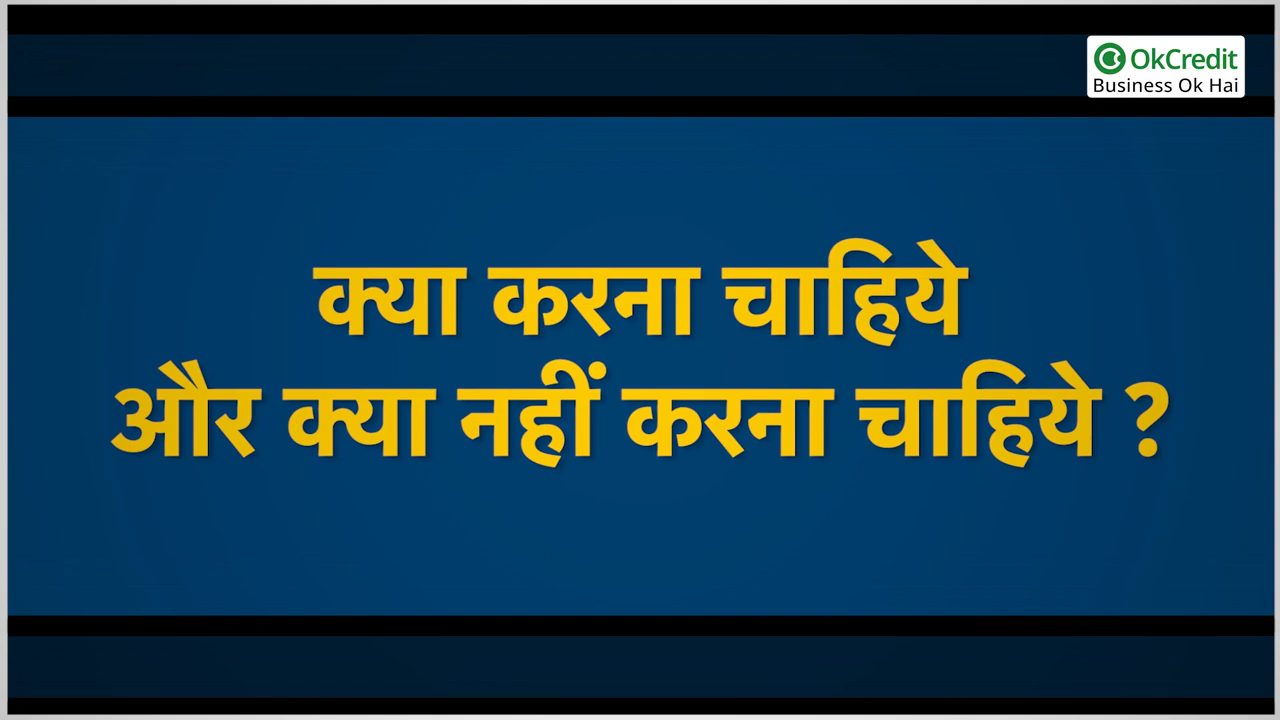 OkCredit
Business Ok Hai
क्या करना चाहिये
और क्या नहीं करना चाहिये ?